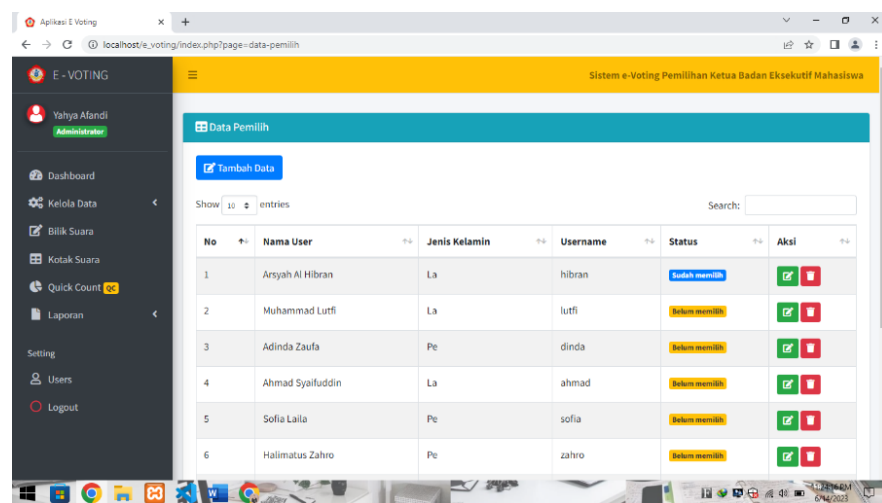 Aplikasi E Voting
localhost/e_voting/index.php?page=data-pemilih
E - VOTING
Sistem e-Voting Pemilihan Ketua Badan Eksekutif Mahasiswa
Yahya Afandi
Administrator
Dashboard
Kelola Data
Bilik Suara
Kotak Suara
Quick Count QC
Laporan
Setting
Users
Logout
Data Pemilih
Tambah Data
Show 10 entries
Search:
No Nama User Jenis Kelamin Username Status Aksi
1 Arsyah Al Hibran La hibran Sudah memilih
2 Muhammad Lutfi La lutfi Belum memilih
3 Adinda Zaufa Pe dinda Belum memilih
4 Ahmad Syaifuddin La ahmad Belum memilih
5 Sofia Laila Pe sofia Belum memilih
6 Halimatus Zahro Pe zahro Belum memilih
6/14/2023